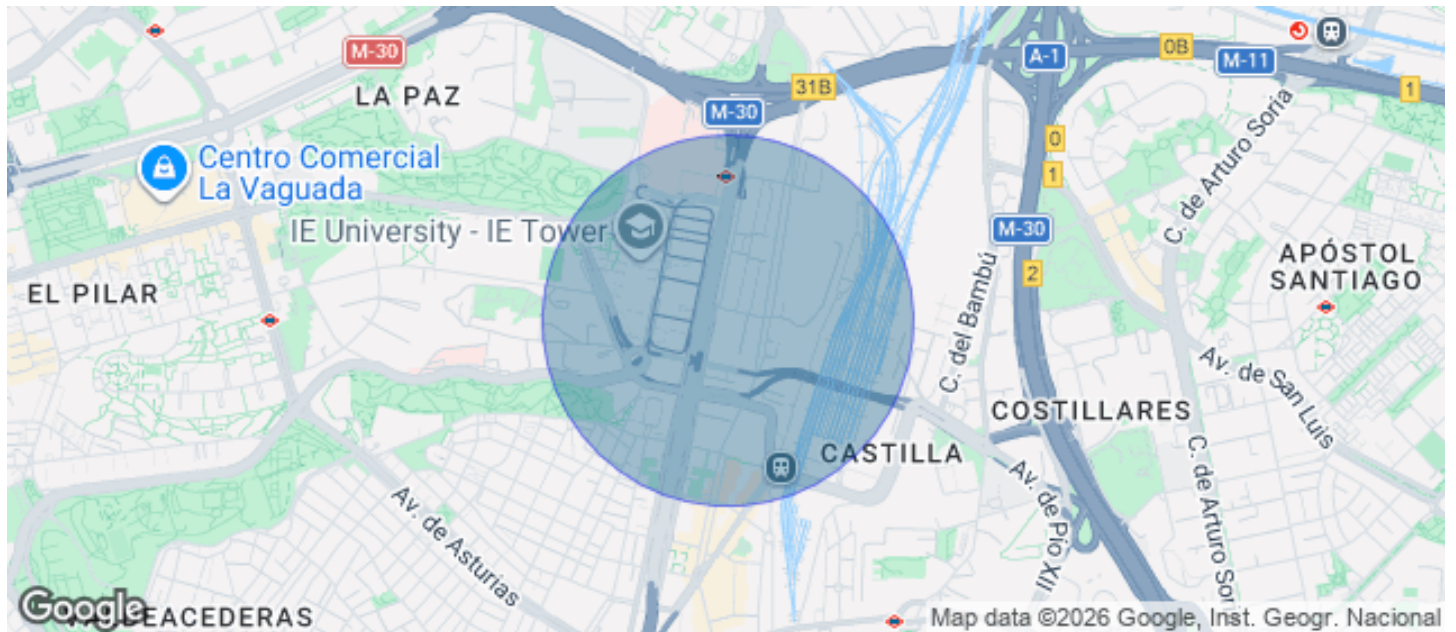 M-30
LA PAZ
Centro Comercial
La Vaguada
IE University - IE Tower
EL PILAR
31B
M-30
A-1
0B
M-11
1
0
1
C. de Arturo Soria
M-30
2
C. del Bambú
APÓSTOL
SANTIAGO
Av. de San Luis
COSTILLARES
CASTILLA
Av. de Pío XII
C. de Arturo Sor
Av. de Asturias
Google
Map data ©2026 Google, Inst. Geogr. Nacional